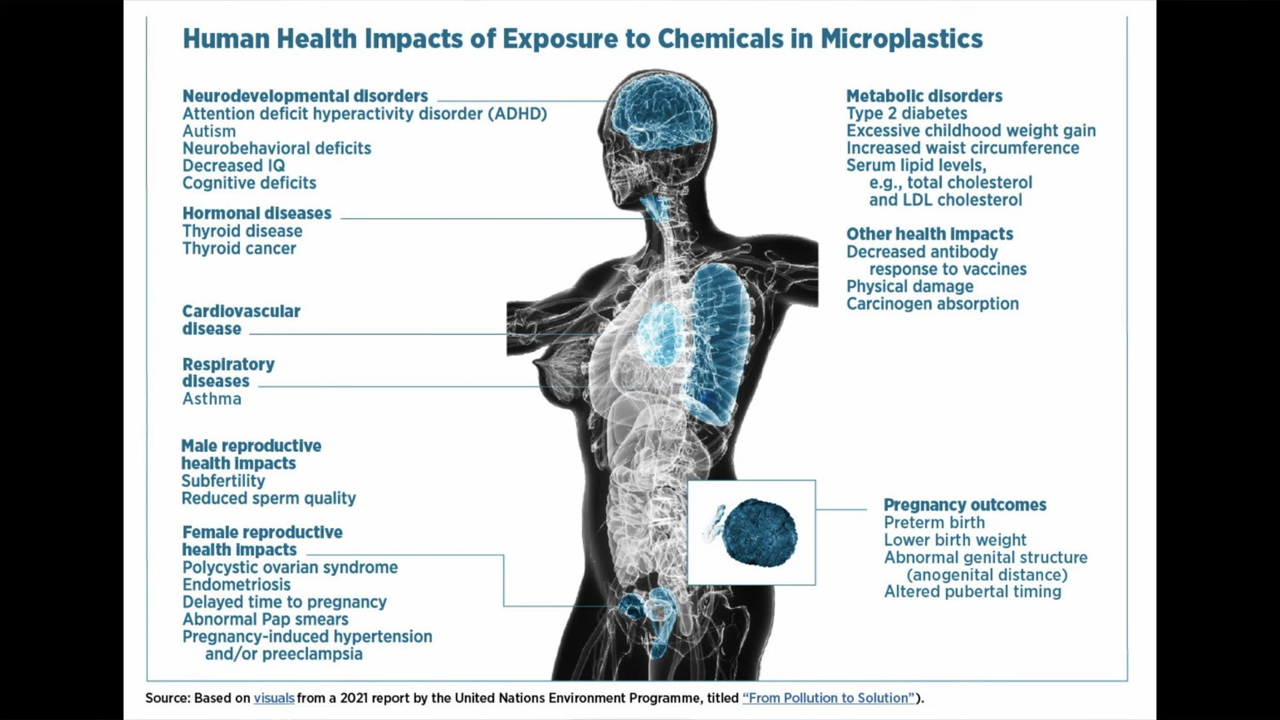 Human Health Impacts of Exposure to Chemicals in Microplastics
Neurodevelopmental disorders
Attention deficit hyperactivity disorder (ADHD)
Autism
Neurobehavioral deficits
Decreased IQ
Cognitive deficits
Hormonal diseases
Thyroid disease
Thyroid cancer
Cardiovascular
disease
Respiratory
diseases
Asthma
Male reproductive
health impacts
Subfertility
Reduced sperm quality
Female reproductive
health impacts
Polycystic ovarian syndrome
Endometriosis
Delayed time to pregnancy
Abnormal Pap smears
Pregnancy-induced hypertension
and/or preeclampsia
Metabolic disorders
Type 2 diabetes
Excessive childhood weight gain
Increased waist circumference
Serum lipid levels,
e.g., total cholesterol
and LDL cholesterol
Other health impacts
Decreased antibody
response to vaccines
Physical damage
Carcinogen absorption
Pregnancy outcomes
Preterm birth
Lower birth weight
Abnormal genital structure
(anogenital distance)
Altered pubertal timing
Source: Based on visuals from a 2021 report by the United Nations Environment Programme, titled “From Pollution to Solution”).